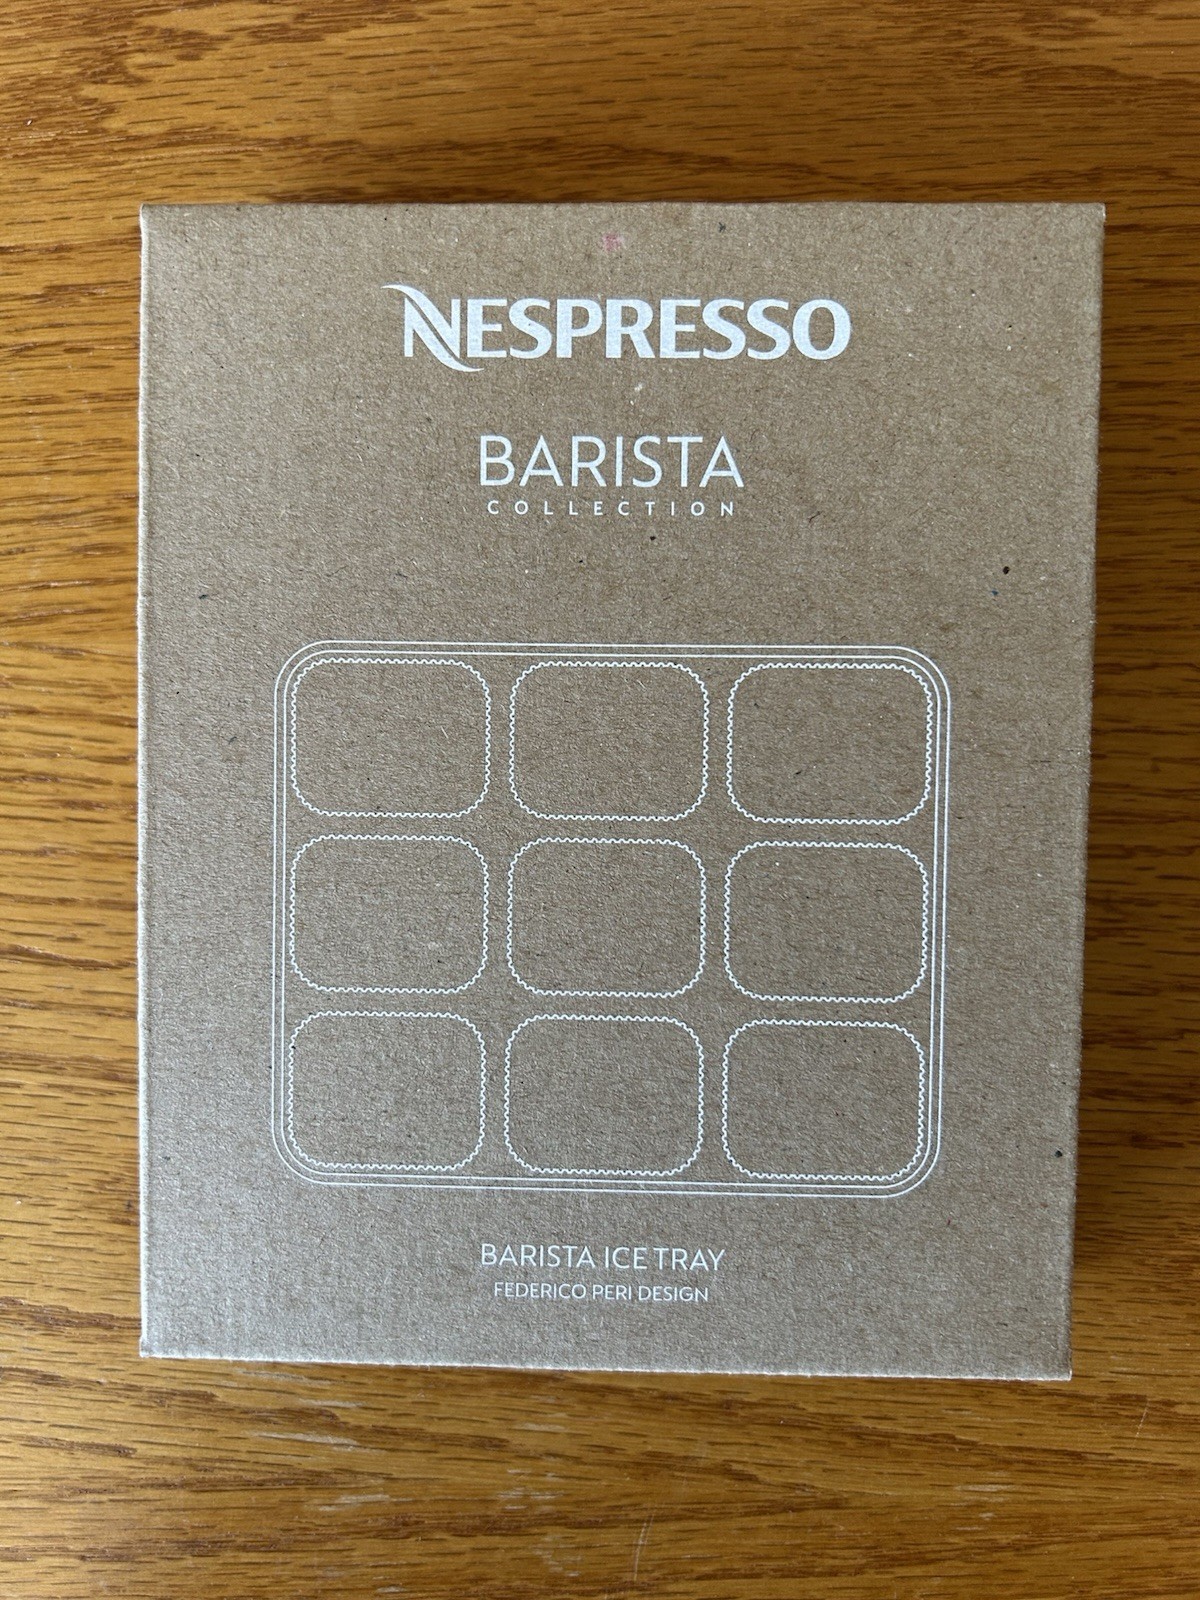 NESPRESSO
BARISTA
COLLECTION
BARISTA ICE TRAY
FEDERICO PERI DESIGN